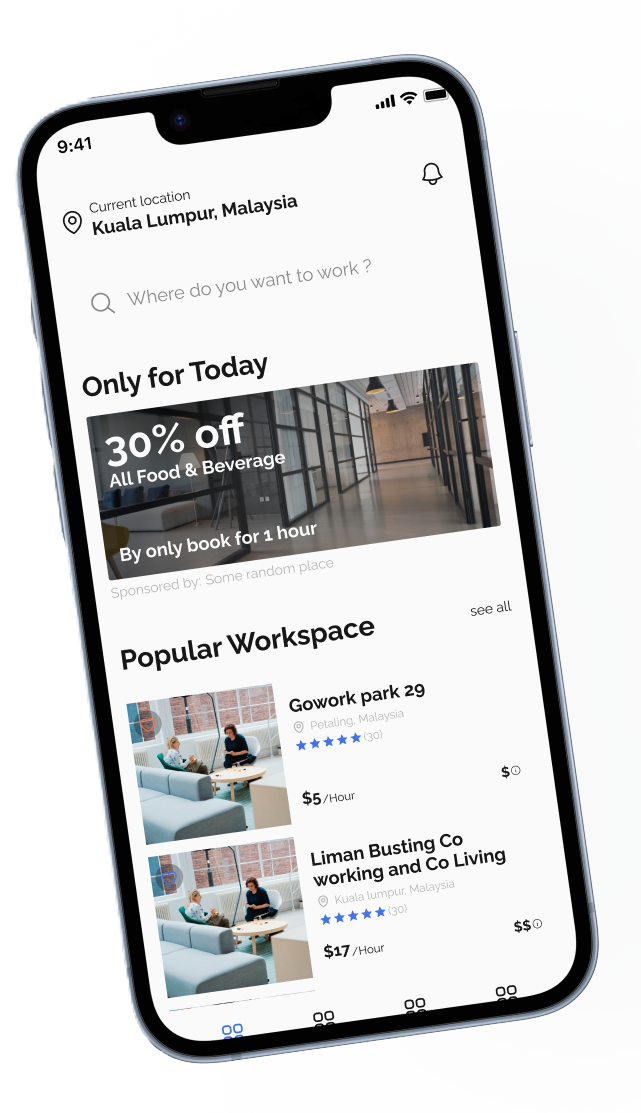 9:41
Current location
Kuala Lumpur, Malaysia
Where do you want to work ?
Only for Today
30% off
All Food & Beverage
By only book for 1 hour
Sponsored by: Some random place
Popular Workspace
see all
Gowork park 29
Petaling, Malaysia
(30)
$5 /Hour
$
Liman Busting Co
working and Co Living
Kuala lumpur, Malaysia
(30)
$17 /Hour
$$